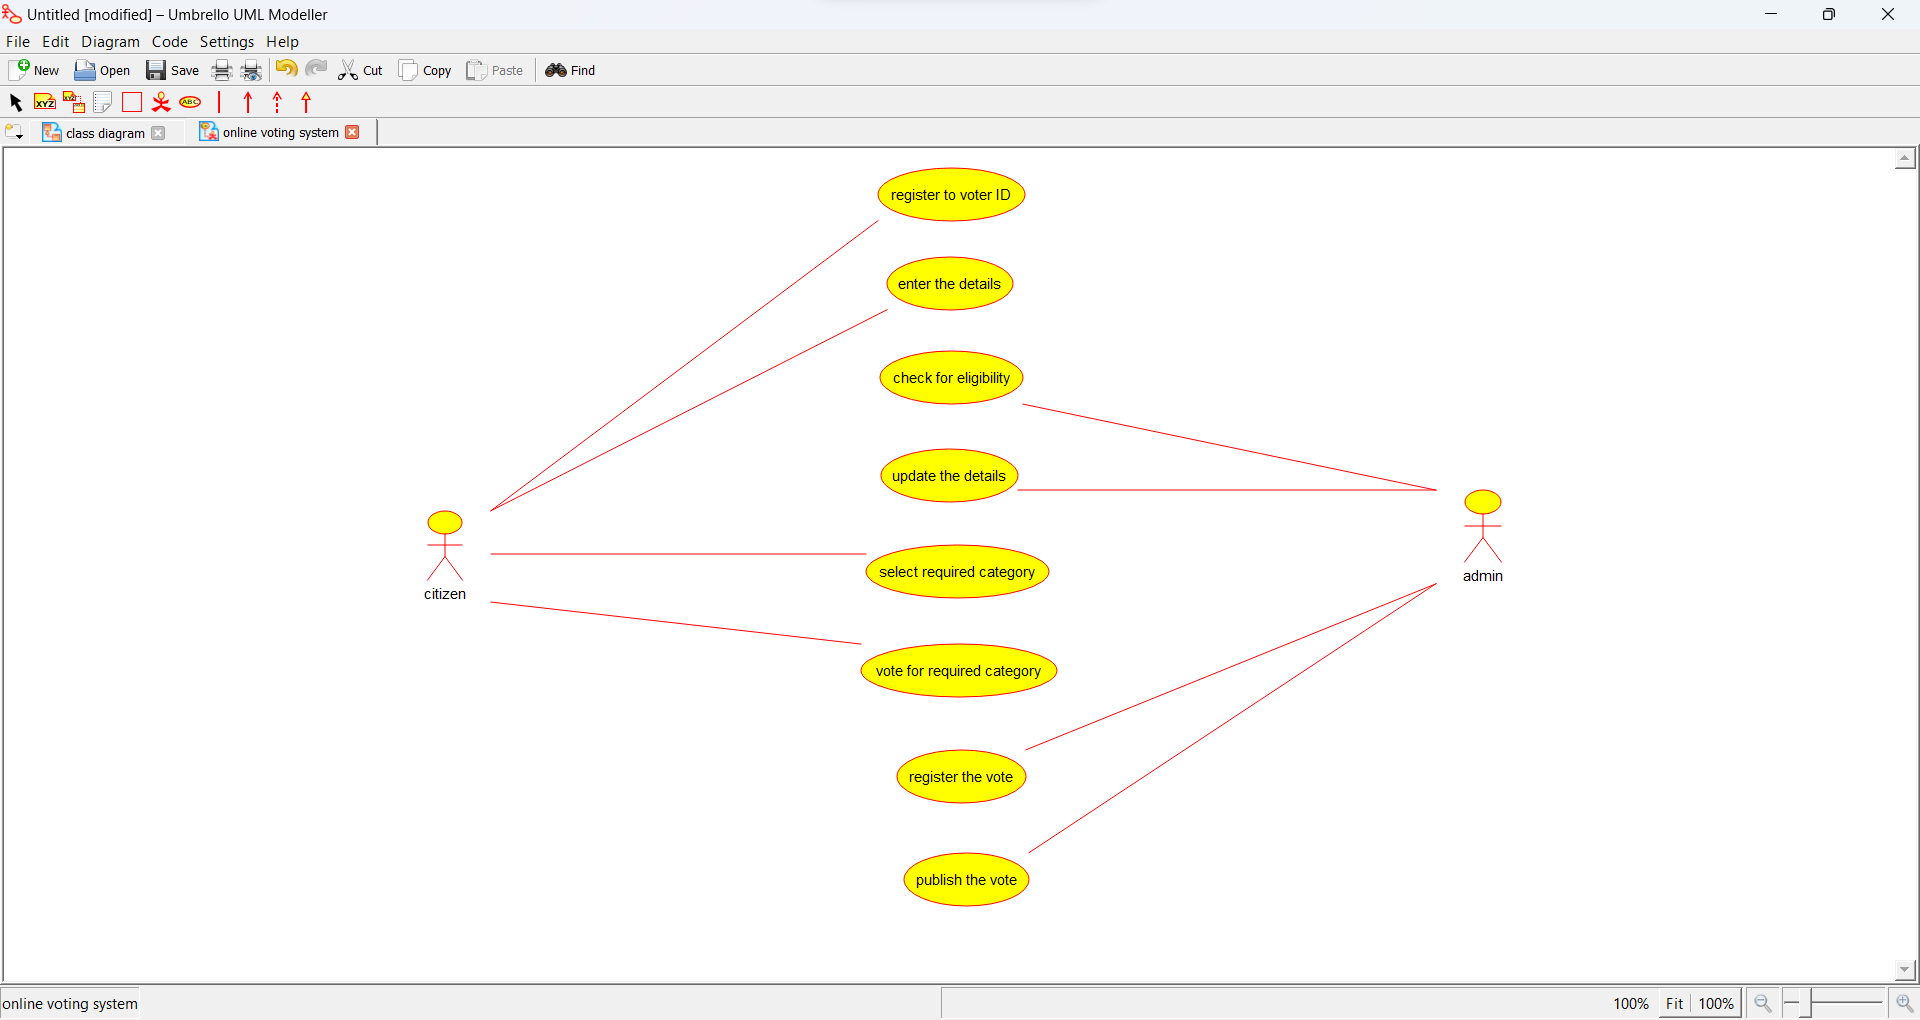 Untitled [modified] – Umbrello UML Modeller
File Edit Diagram Code Settings Help
New Open Save Cut Copy Paste Find
XYZ XYZ ABC
class diagram online voting system
register to voter ID
enter the details
check for eligibility
update the details
select required category
citizen
admin
vote for required category
register the vote
publish the vote
online voting system 100% Fit 100%